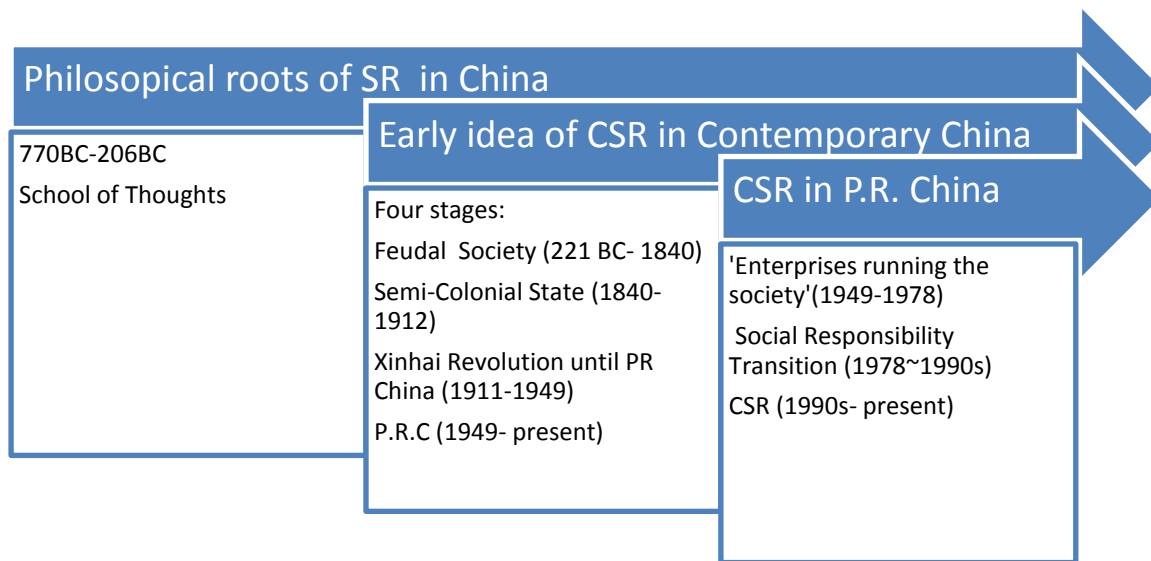 Philosopical roots of SR in China
770BC-206BC
School of Thoughts
Early idea of CSR in Contemporary China
Four stages:
Feudal Society (221 BC- 1840)
Semi-Colonial State (1840-
1912)
Xinhai Revolution until PR
China (1911-1949)
P.R.C (1949- present)
CSR in P.R. China
'Enterprises running the
society'(1949-1978)
Social Responsibility
Transition (1978~1990s)
CSR (1990s- present)